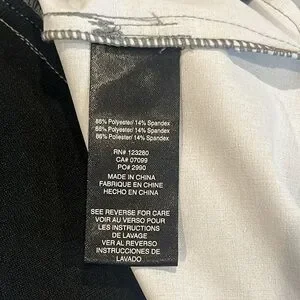 86% Polyester/ 14% Spandex
86% Polyester/ 14% Spandex
86% Polyester/ 14% Spandex
RN# 123280
CA# 07099
PO# 2990
MADE IN CHINA
FABRIQUE EN CHINE
HECHO EN CHINA
SEE REVERSE FOR CARE
VOIR AU VERSO POUR
LES INSTRUCTIONS
DE LAVAGE
VER AL REVERSO
INSTRUCCIONES DE
LAVADO